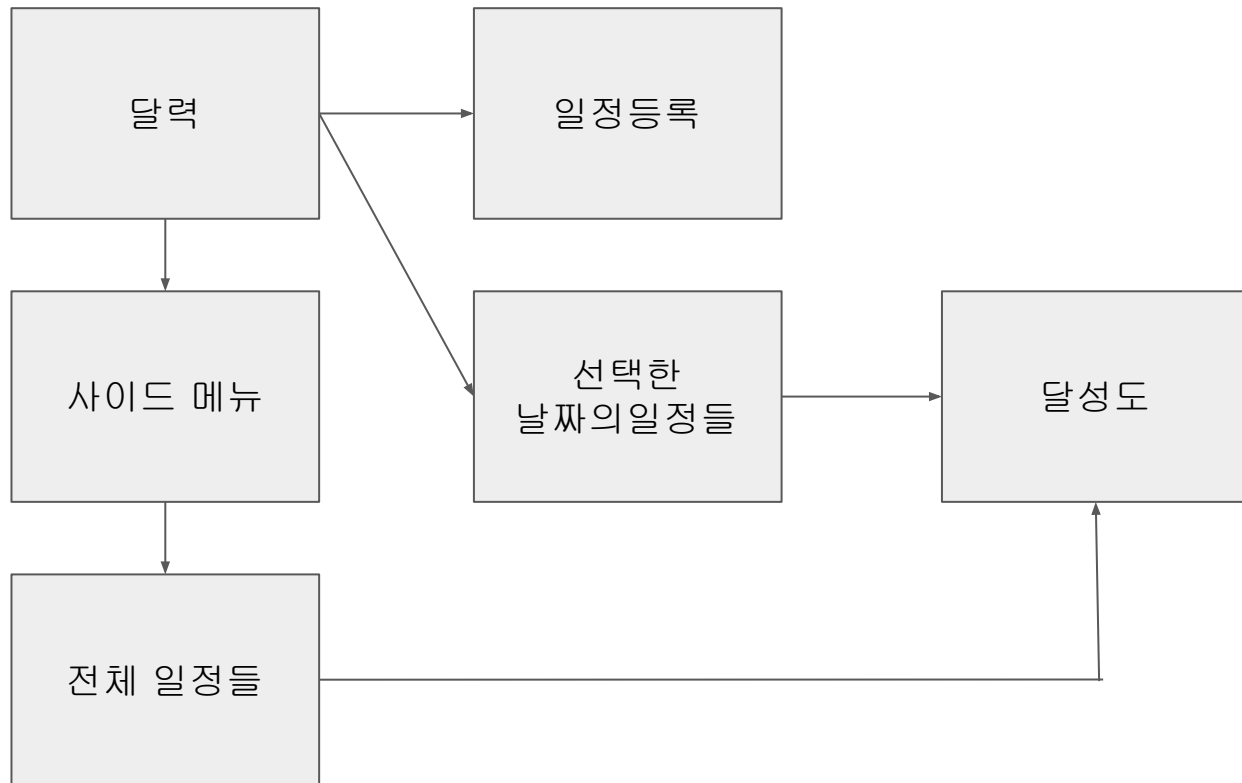 달력
일정등록
사이드 메뉴
선택한
날짜의일정들
달성도
전체 일정들